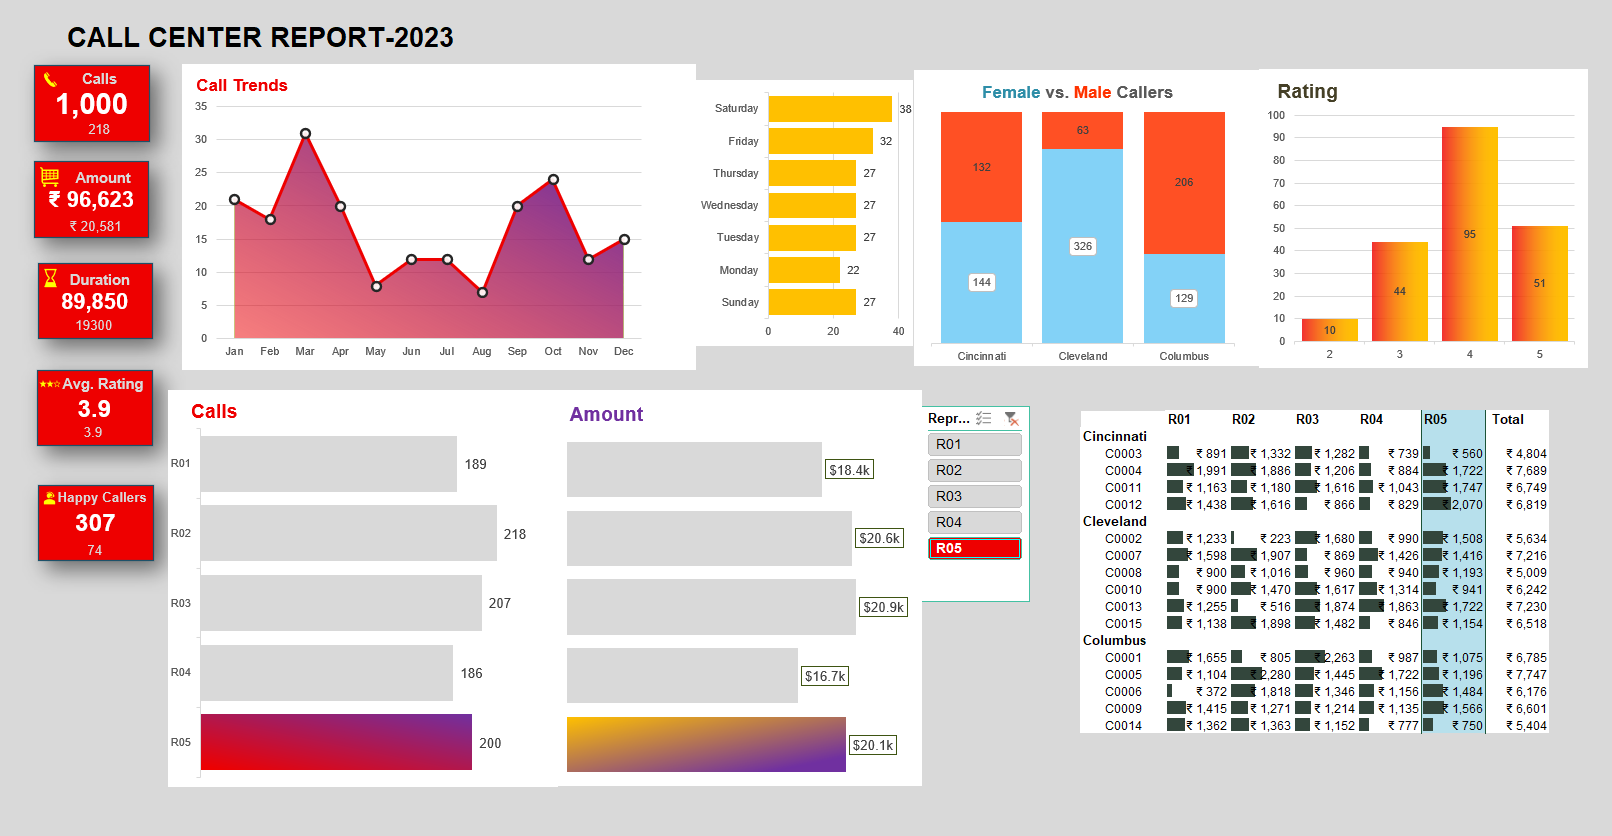 CALL CENTER REPORT-2023
Calls
1,000
218
Amount
₹ 96,623
₹ 20,581
Duration
89,850
19300
Avg. Rating
3.9
3.9
Happy Callers
307
74
Call Trends
35
30
25
20
15
10
5
0
Jan Feb Mar Apr May Jun Jul Aug Sep Oct Nov Dec
Saturday 38
Friday 32
Thursday 27
Wednesday 27
Tuesday 27
Monday 22
Sunday 27
0 20 40
Female vs. Male Callers
132 63 206
144 326 129
Cincinnati Cleveland Columbus
Rating
100
90
80
70
60
50
40
30
20
10
0
10 44 95 51
2 3 4 5
Calls
R01 189
R02 218
R03 207
R04 186
R05 200
Amount
$18.4k
$20.6k
$20.9k
$16.7k
$20.1k
Repr...
R01
R02
R03
R04
R05
R01 R02 R03 R04 R05 Total
Cincinnati
C0003 ₹ 891 ₹ 1,332 ₹ 1,282 ₹ 739 ₹ 560 ₹ 4,804
C0004 ₹ 1,991 ₹ 1,886 ₹ 1,206 ₹ 884 ₹ 1,722 ₹ 7,689
C0011 ₹ 1,163 ₹ 1,180 ₹ 1,616 ₹ 1,043 ₹ 1,747 ₹ 6,749
C0012 ₹ 1,438 ₹ 1,616 ₹ 866 ₹ 829 ₹ 2,070 ₹ 6,819
Cleveland
C0002 ₹ 1,233 ₹ 223 ₹ 1,680 ₹ 990 ₹ 1,508 ₹ 5,634
C0007 ₹ 1,598 ₹ 1,907 ₹ 869 ₹ 1,426 ₹ 1,416 ₹ 7,216
C0008 ₹ 900 ₹ 1,016 ₹ 960 ₹ 940 ₹ 1,193 ₹ 5,009
C0010 ₹ 900 ₹ 1,470 ₹ 1,617 ₹ 1,314 ₹ 941 ₹ 6,242
C0013 ₹ 1,255 ₹ 516 ₹ 1,874 ₹ 1,863 ₹ 1,722 ₹ 7,230
C0015 ₹ 1,138 ₹ 1,898 ₹ 1,482 ₹ 846 ₹ 1,154 ₹ 6,518
Columbus
C0001 ₹ 1,655 ₹ 805 ₹ 2,263 ₹ 987 ₹ 1,075 ₹ 6,785
C0005 ₹ 1,104 ₹ 2,280 ₹ 1,445 ₹ 1,722 ₹ 1,196 ₹ 7,747
C0006 ₹ 372 ₹ 1,818 ₹ 1,346 ₹ 1,156 ₹ 1,484 ₹ 6,176
C0009 ₹ 1,415 ₹ 1,271 ₹ 1,214 ₹ 1,135 ₹ 1,566 ₹ 6,601
C0014 ₹ 1,362 ₹ 1,363 ₹ 1,152 ₹ 777 ₹ 750 ₹ 5,404